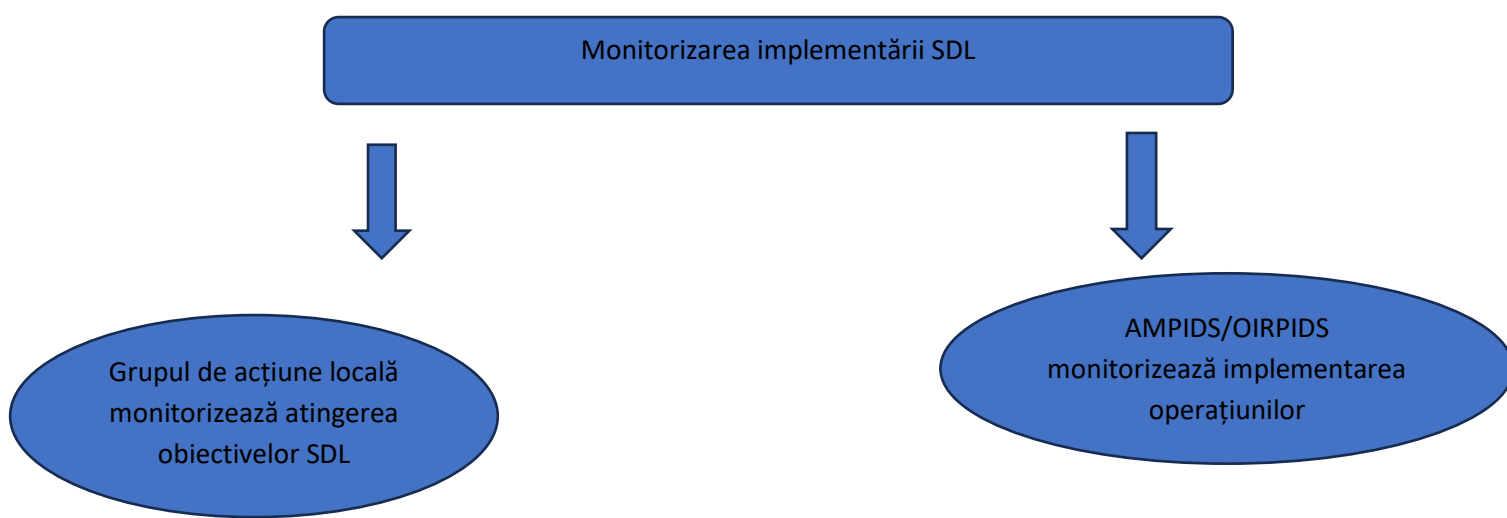 Monitorizarea implementării SDL
Grupul de acțiune locală
monitorizează atingerea
obiectivelor SDL
AMPIDS/OIRPIDS
monitorizează implementarea
operațiunilor